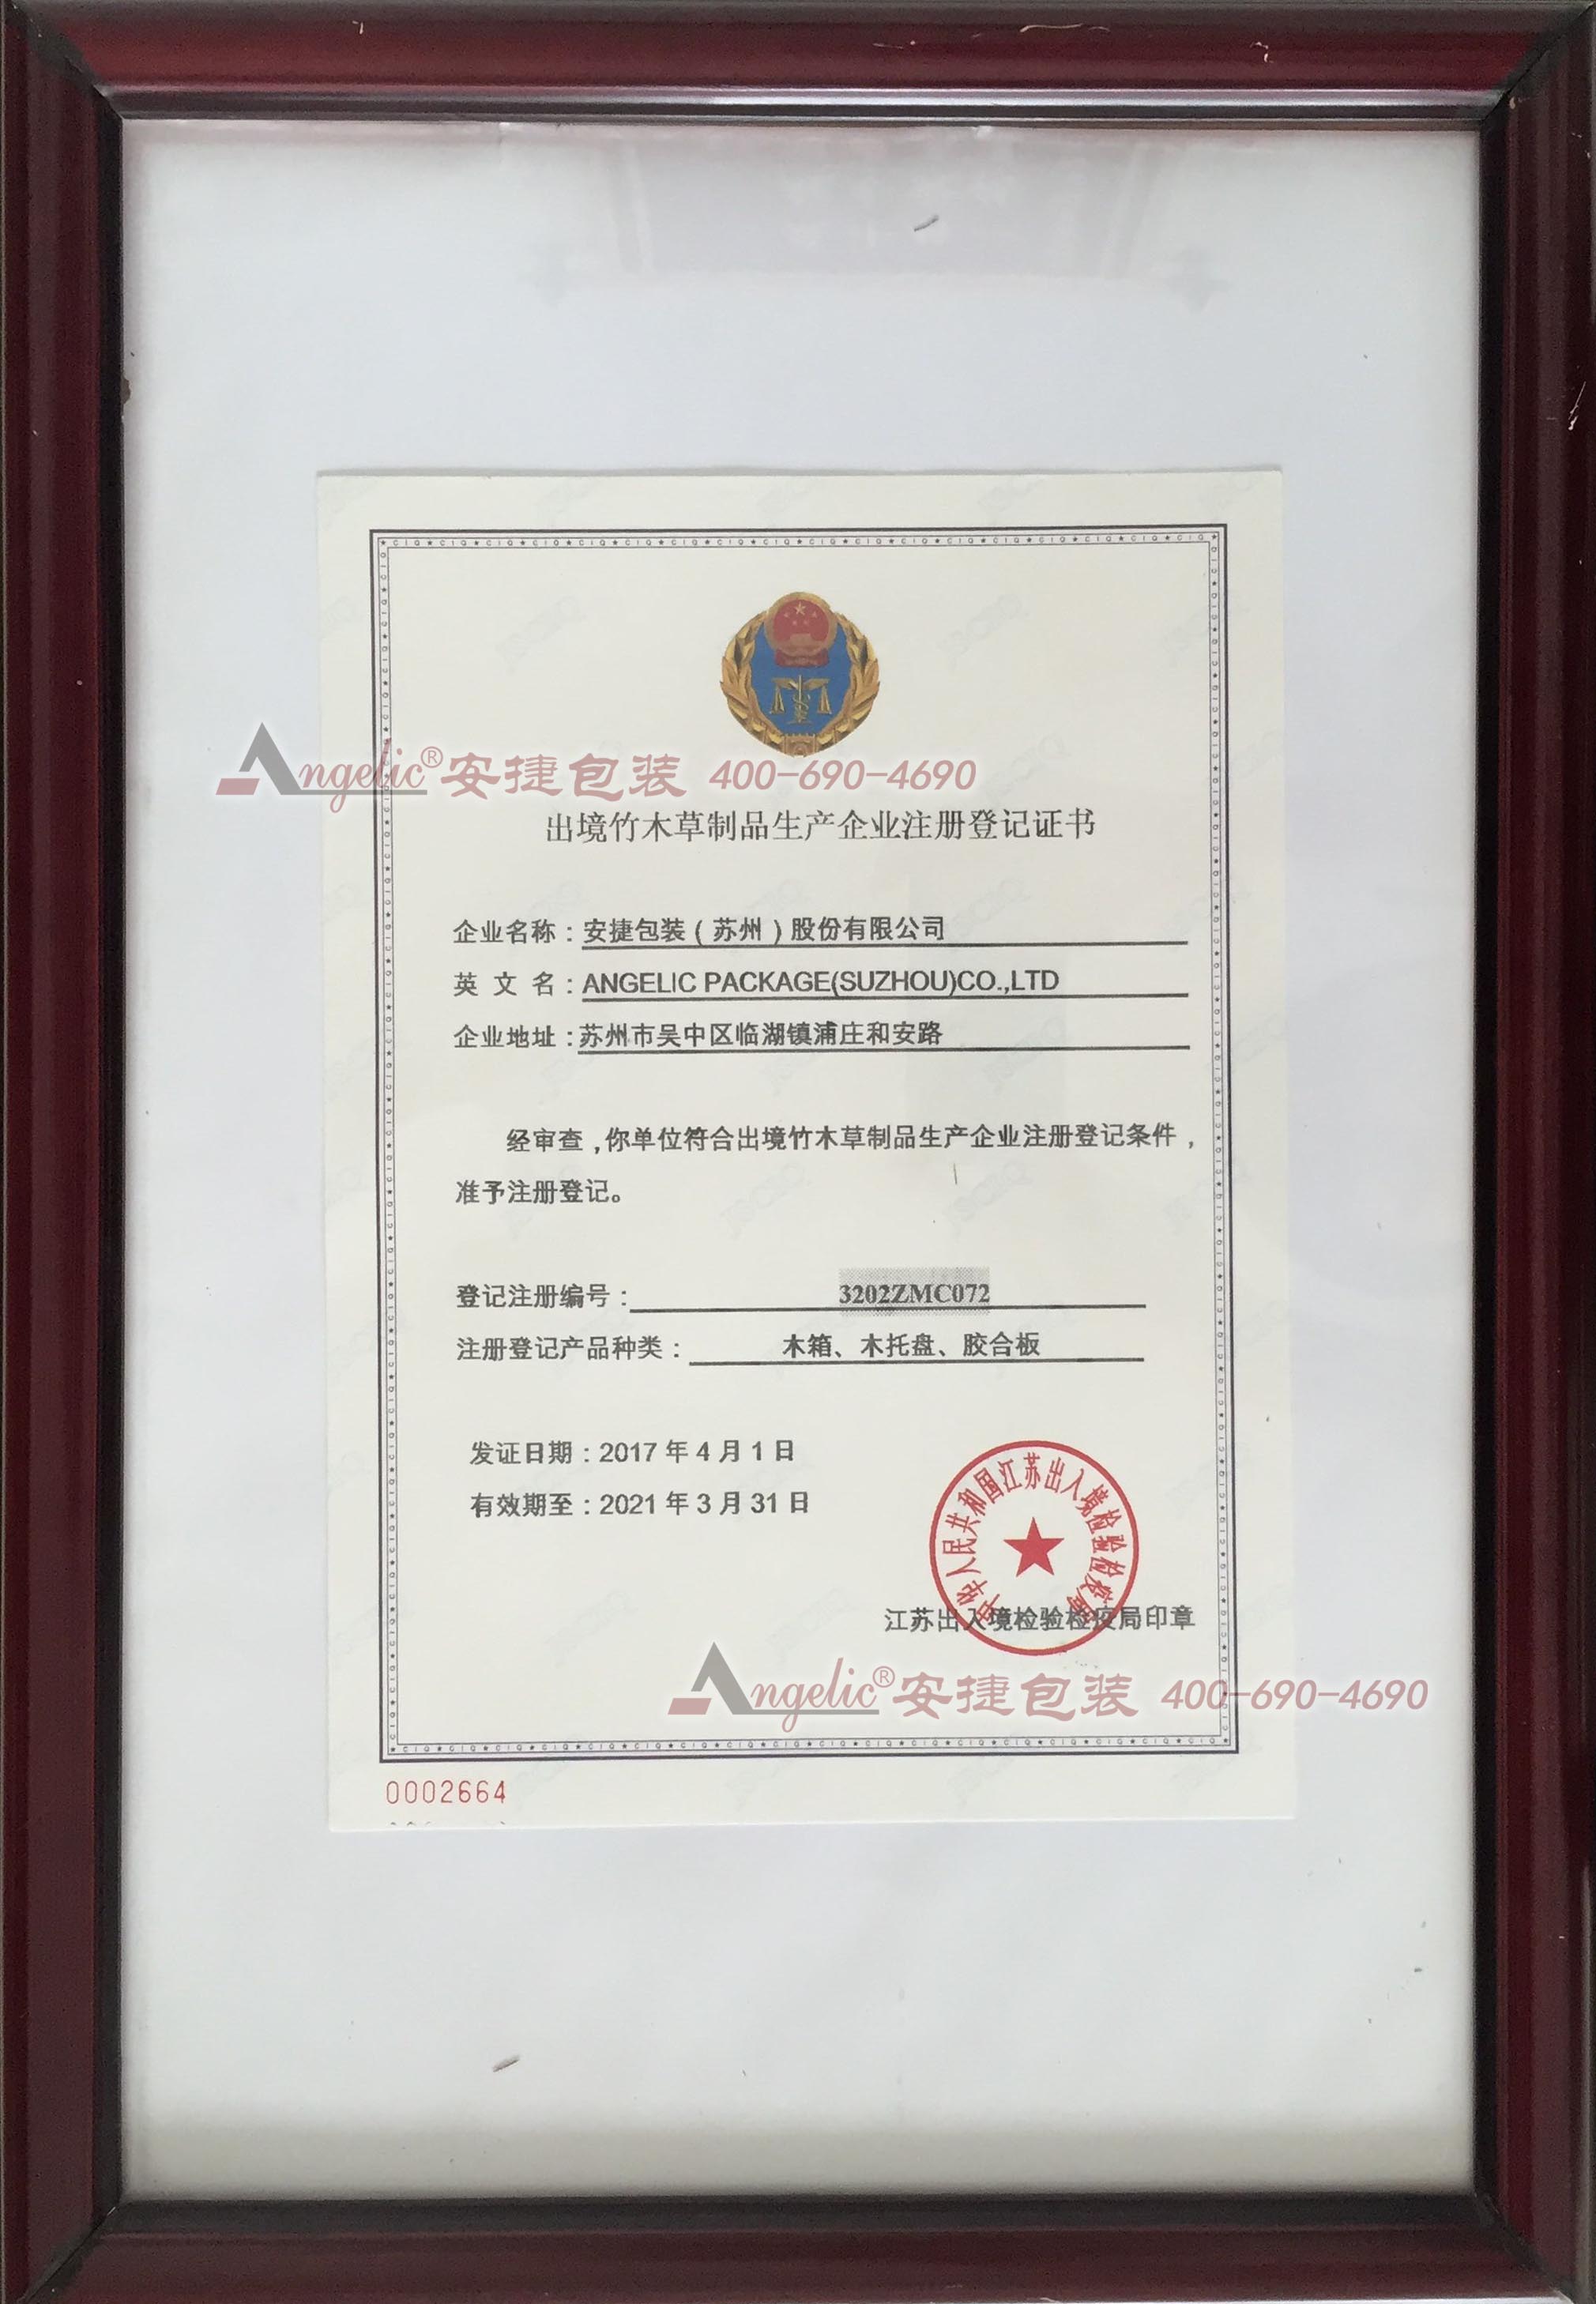 Angelic®安捷包装 400-690-4690
出境竹木草制品生产企业注册登记证书
企业名称：安捷包装（苏州）股份有限公司
英 文 名：ANGELIC PACKAGE(SUZHOU)CO.,LTD
企业地址：苏州市吴中区临湖镇浦庄和安路
经审查，你单位符合出境竹木草制品生产企业注册登记条件，
准予注册登记。
登记注册编号：3202ZMC072
注册登记产品种类：木箱、木托盘、胶合板
发证日期：2017 年 4 月 1 日
有效期至：2021 年 3 月 31 日
中华人民共和国江苏出入境检验检疫局
江苏出入境检验检疫局印章
Angelic®安捷包装 400-690-4690
0002664